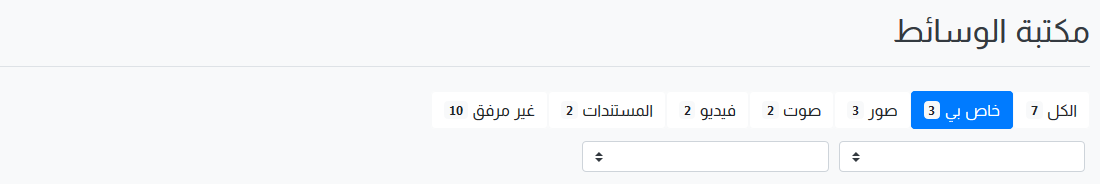 مكتبة الوسائط
الكل 7 خاص بي 3 صور 3 صوت 2 فيديو 2 المستندات 2 غير مرفق 10